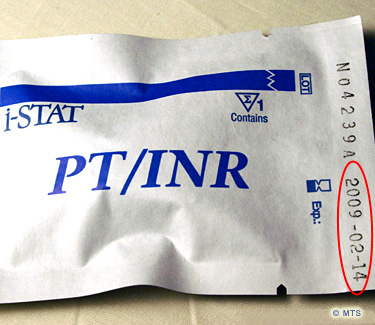 i-STAT
Σ 1
Contains
PT/INR
LOT
N04239A
Exp.:
2009-02-14
© MTS